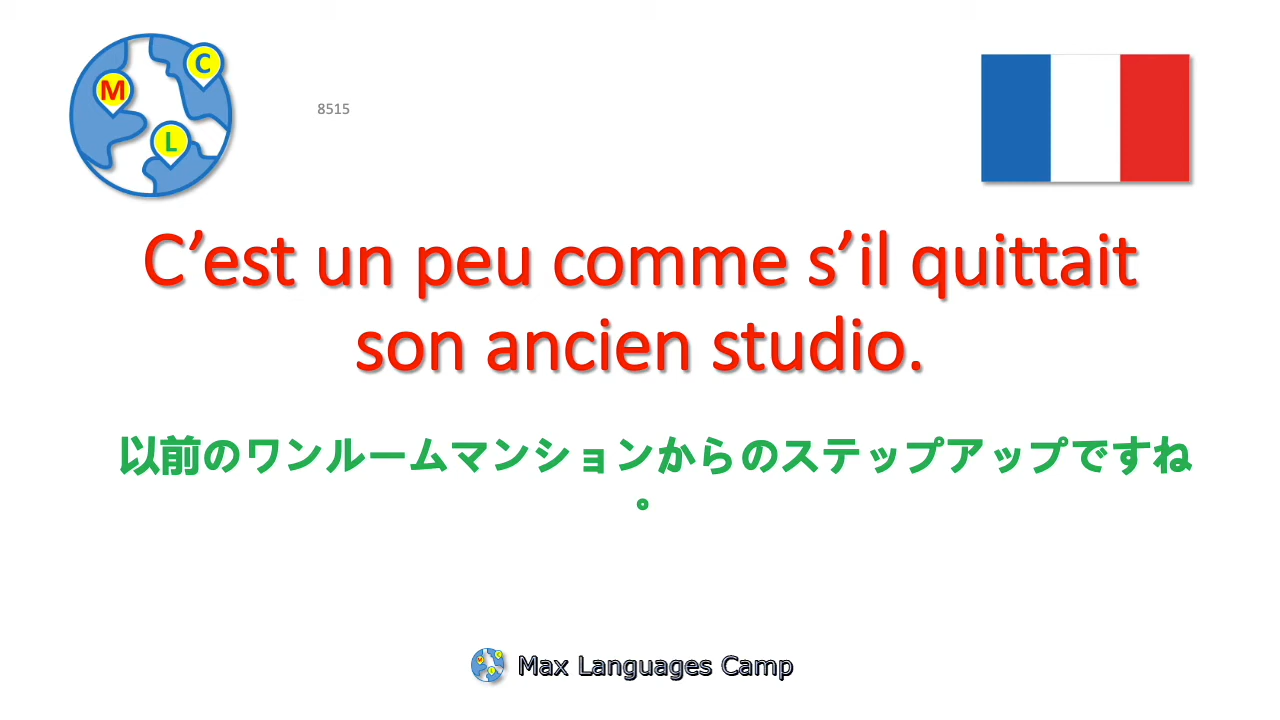 C
M
L
8515
C’est un peu comme s’il quittait
son ancien studio.
以前のワンルームマンションからのステップアップですね
。
Max Languages Camp